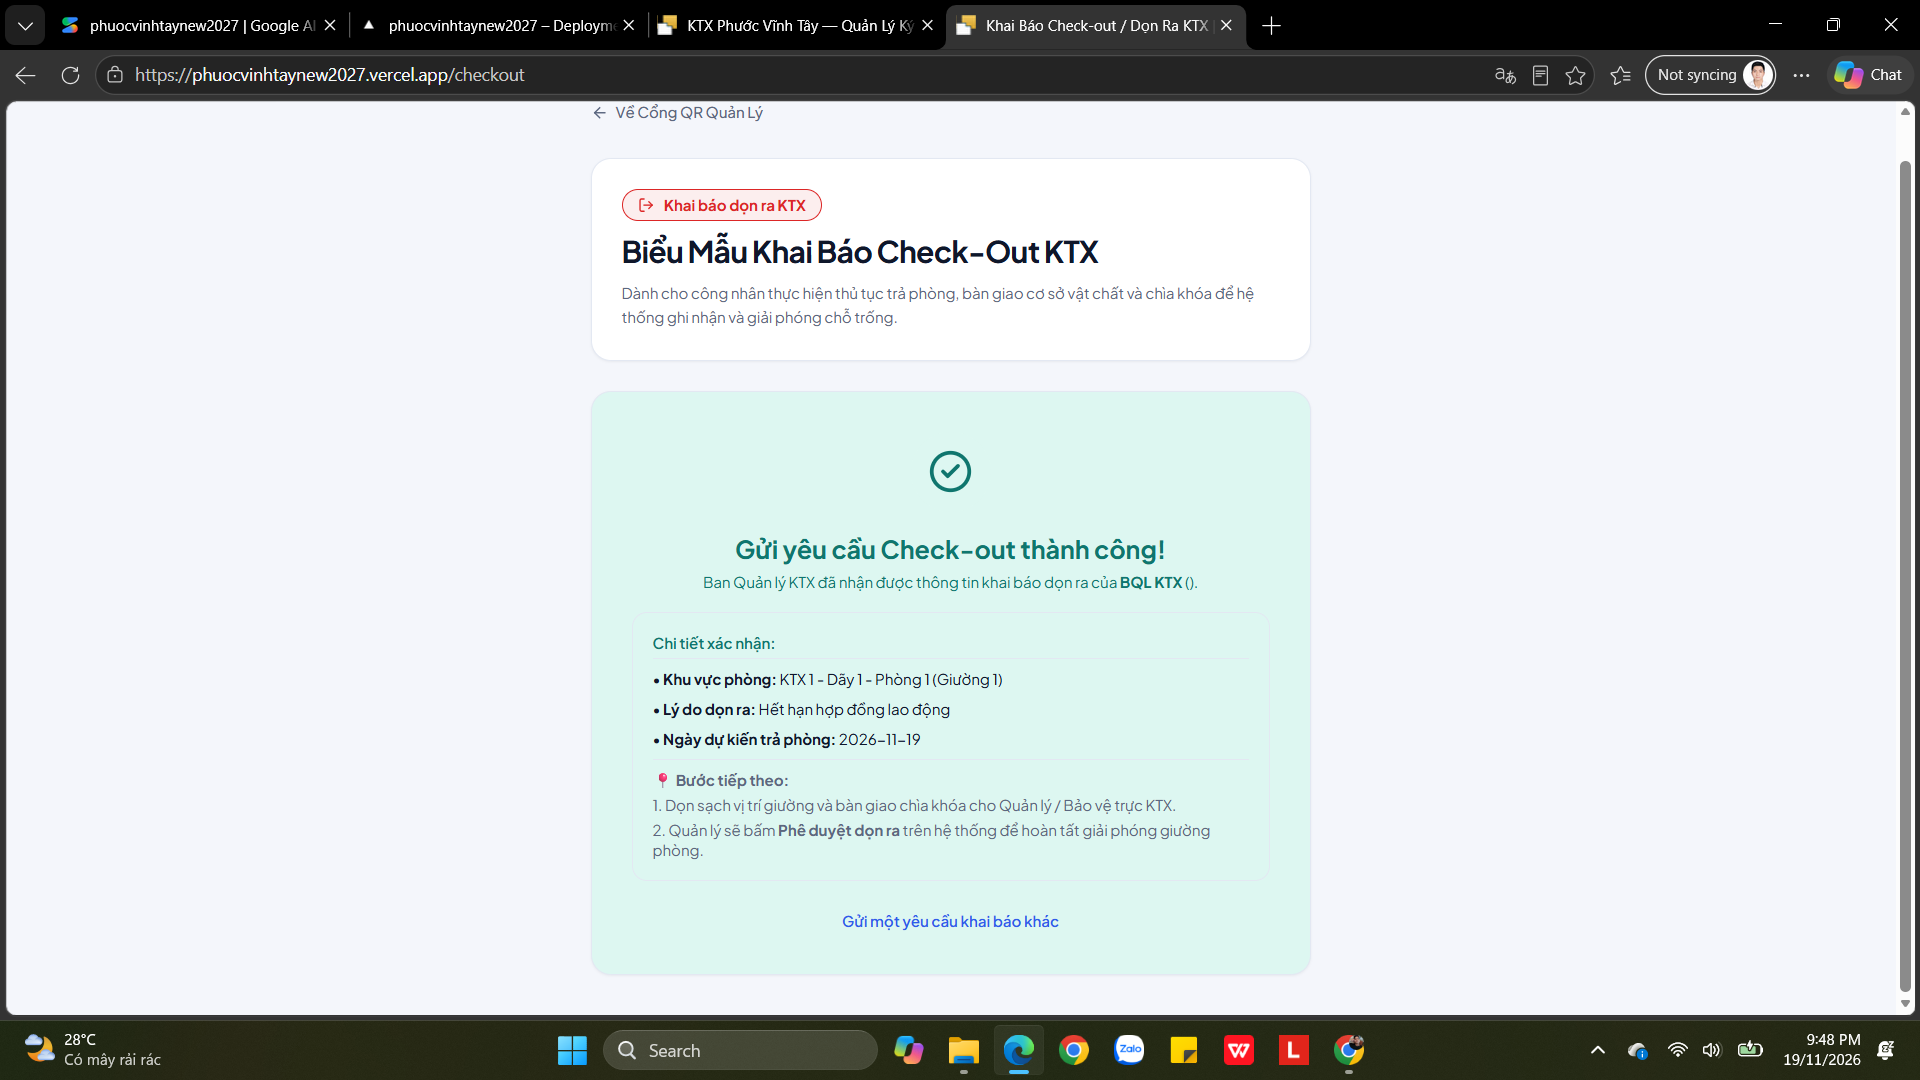 phuocvinhtaynew2027 | Google AI
phuocvinhtaynew2027 – Deployme
KTX Phước Vĩnh Tây — Quản Lý Ký
Khai Báo Check-out / Dọn Ra KTX
https://phuocvinhtaynew2027.vercel.app/checkout
Not syncing
Chat
← Về Cổng QR Quản Lý
Khai báo dọn ra KTX
Biểu Mẫu Khai Báo Check-Out KTX
Dành cho công nhân thực hiện thủ tục trả phòng, bàn giao cơ sở vật chất và chìa khóa để hệ
thống ghi nhận và giải phóng chỗ trống.
Gửi yêu cầu Check-out thành công!
Ban Quản lý KTX đã nhận được thông tin khai báo dọn ra của BQL KTX ().
Chi tiết xác nhận:
• Khu vực phòng: KTX 1 - Dãy 1 - Phòng 1 (Giường 1)
• Lý do dọn ra: Hết hạn hợp đồng lao động
• Ngày dự kiến trả phòng: 2026-11-19
📍 Bước tiếp theo:
1. Dọn sạch vị trí giường và bàn giao chìa khóa cho Quản lý / Bảo vệ trực KTX.
2. Quản lý sẽ bấm Phê duyệt dọn ra trên hệ thống để hoàn tất giải phóng giường
phòng.
Gửi một yêu cầu khai báo khác
28°C
Có mây rải rác
Search
Zalo
W
L
9:48 PM
19/11/2026